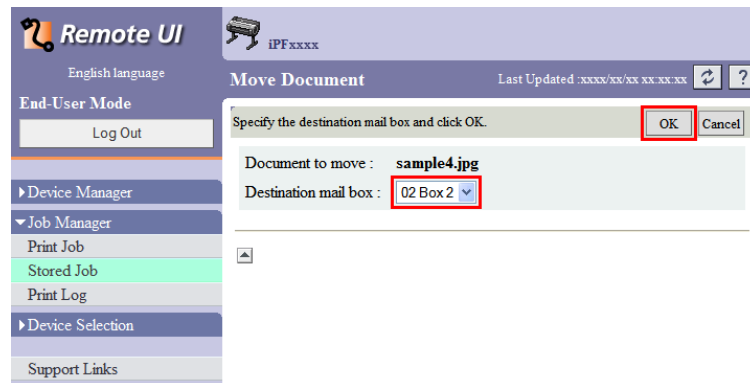 Remote UI
English language
End-User Mode
Log Out
Device Manager
Job Manager
Print Job
Stored Job
Print Log
Device Selection
Support Links
iPFxxxx
Move Document
Last Updated :xxxx/xx/xx xx:xx:xx
?
Specify the destination mail box and click OK.
OK
Cancel
Document to move : sample4.jpg
Destination mail box : 02 Box 2